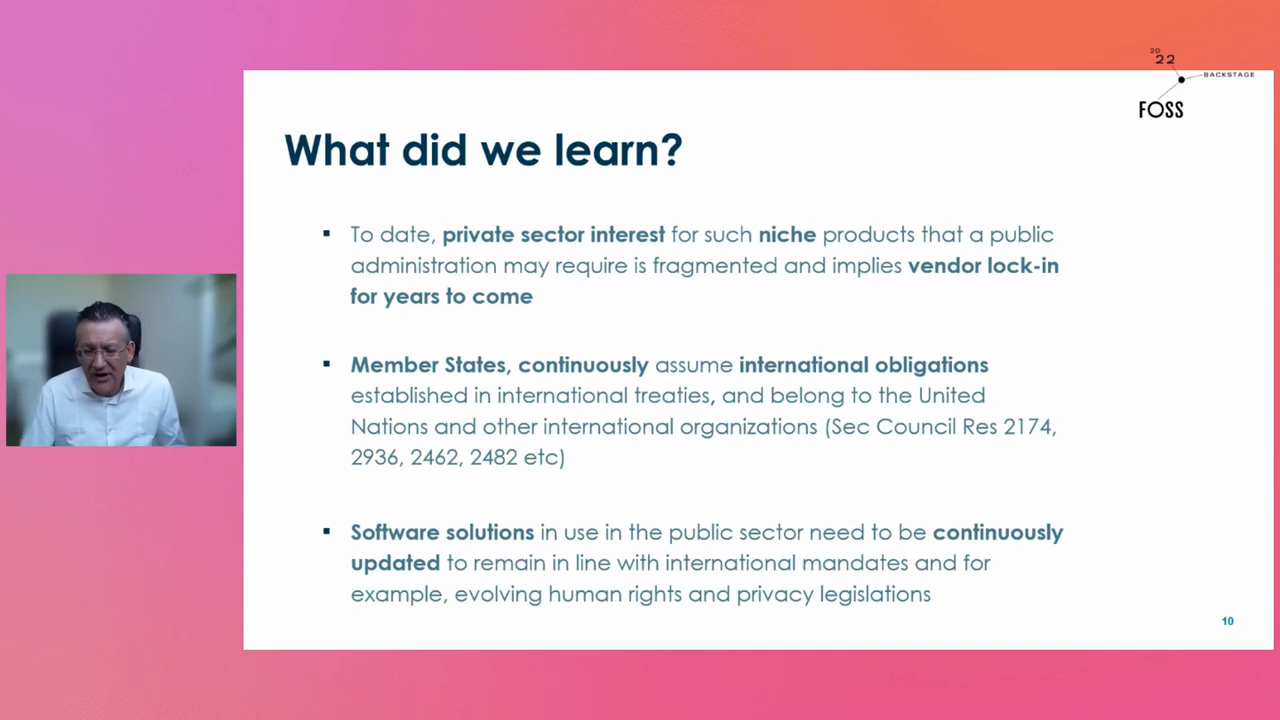 20
22
BACKSTAGE
FOSS
What did we learn?
▪ To date, private sector interest for such niche products that a public
administration may require is fragmented and implies vendor lock-in
for years to come
▪ Member States, continuously assume international obligations
established in international treaties, and belong to the United
Nations and other international organizations (Sec Council Res 2174,
2936, 2462, 2482 etc)
▪ Software solutions in use in the public sector need to be continuously
updated to remain in line with international mandates and for
example, evolving human rights and privacy legislations
10